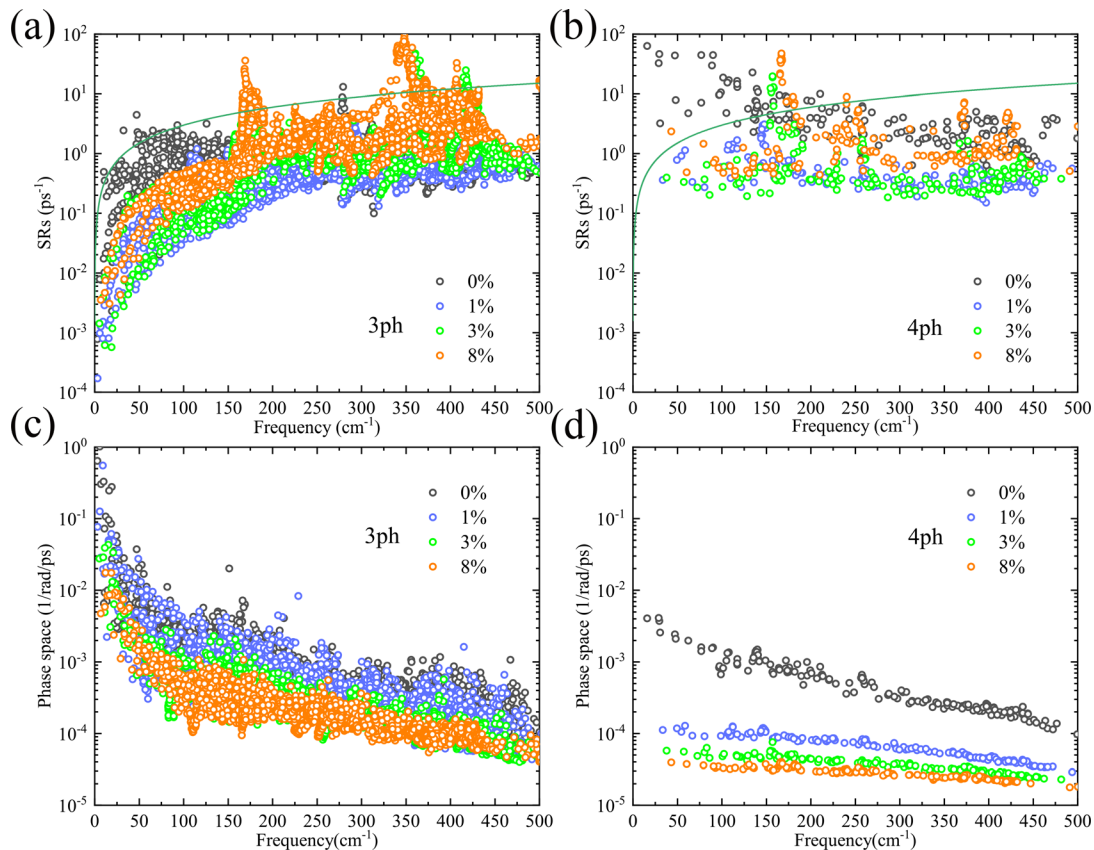 (a)
SRs (ps⁻¹)
10²
10¹
10⁰
10⁻¹
10⁻²
10⁻³
10⁻⁴
3ph
0%
1%
3%
8%
0 50 100 150 200 250 300 350 400 450 500
Frequency (cm⁻¹)
(b)
SRs (ps⁻¹)
10²
10¹
10⁰
10⁻¹
10⁻²
10⁻³
10⁻⁴
4ph
0%
1%
3%
8%
0 50 100 150 200 250 300 350 400 450 500
Frequency (cm⁻¹)
(c)
Phase space (1/rad/ps)
10⁰
10⁻¹
10⁻²
10⁻³
10⁻⁴
10⁻⁵
3ph
0%
1%
3%
8%
0 50 100 150 200 250 300 350 400 450 500
Frequency(cm⁻¹)
(d)
Phase space (1/rad/ps)
10⁰
10⁻¹
10⁻²
10⁻³
10⁻⁴
10⁻⁵
4ph
0%
1%
3%
8%
0 50 100 150 200 250 300 350 400 450 500
Frequency(cm⁻¹)